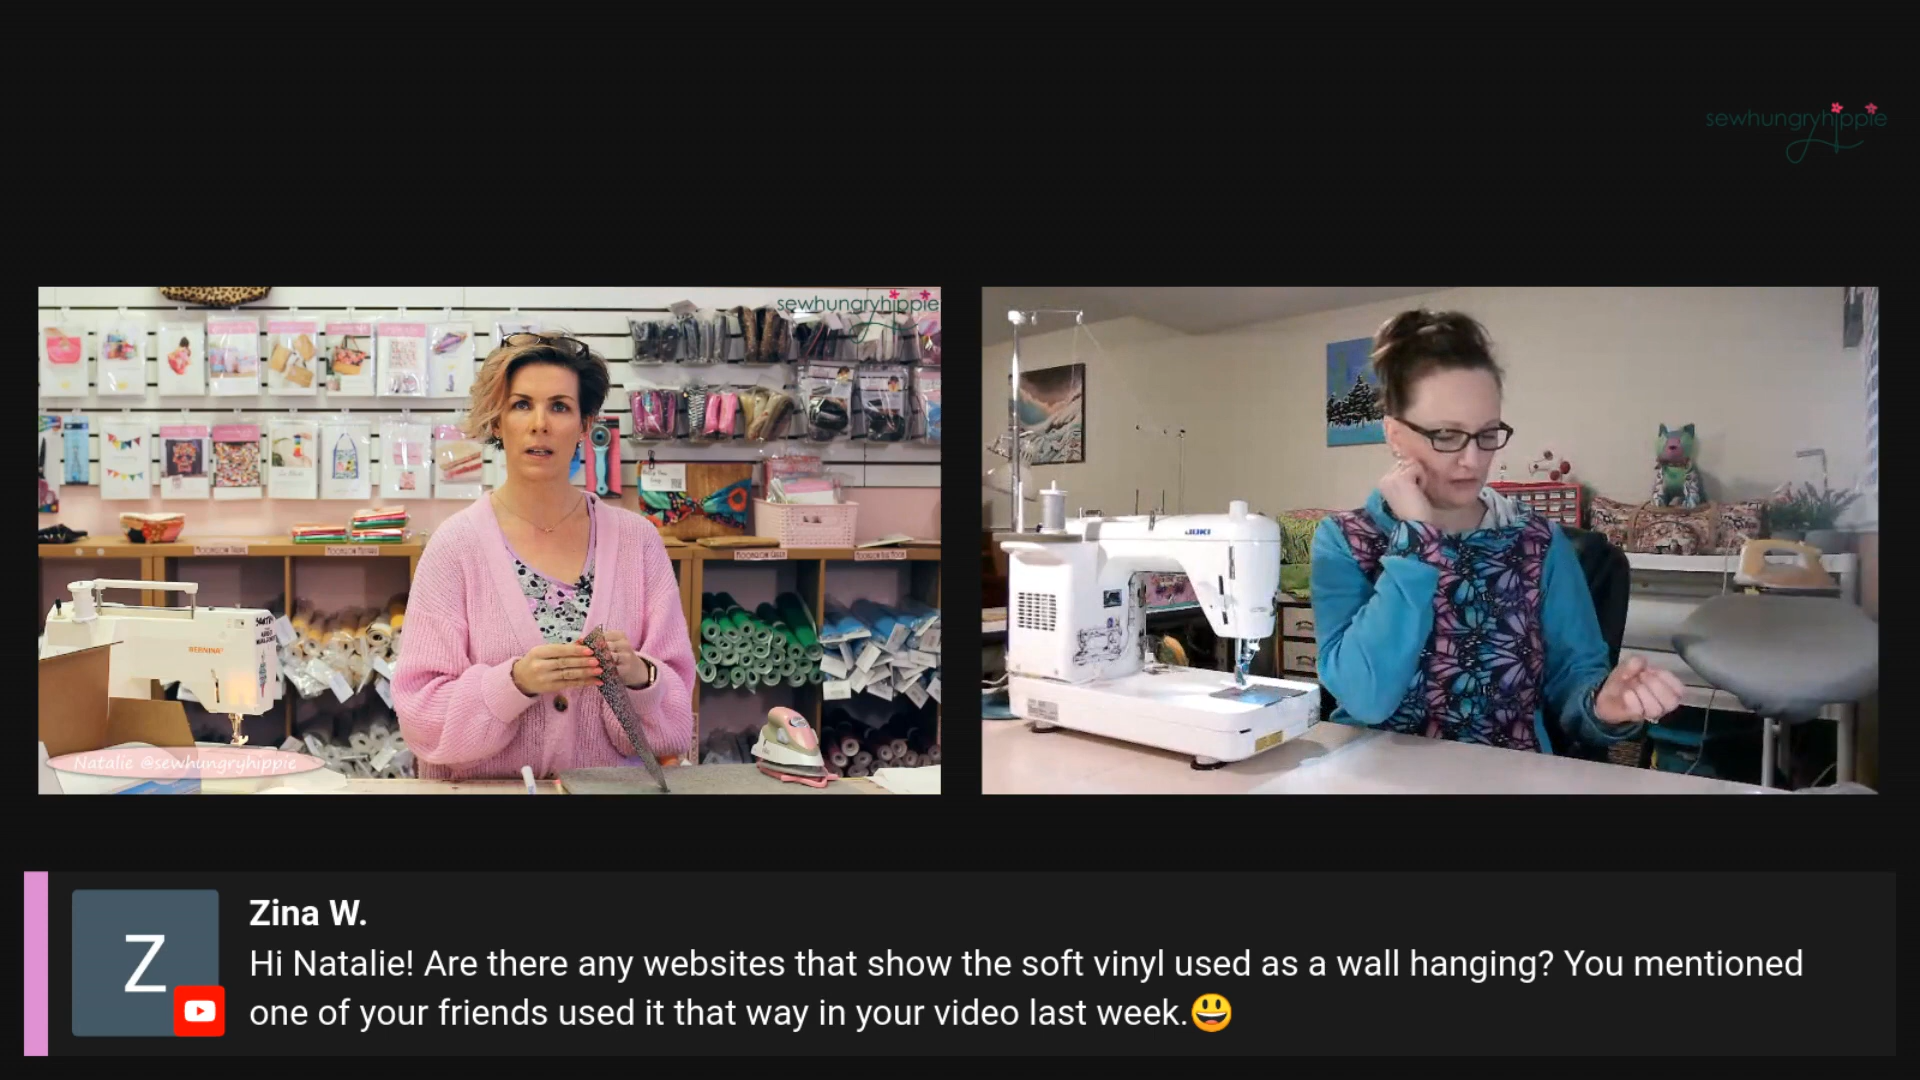 sewhungryhippie
sewhungryhippie
BERNINA
JUKI
Natalie @sewhungryhippie
Z
Zina W.
Hi Natalie! Are there any websites that show the soft vinyl used as a wall hanging? You mentioned
one of your friends used it that way in your video last week.😃